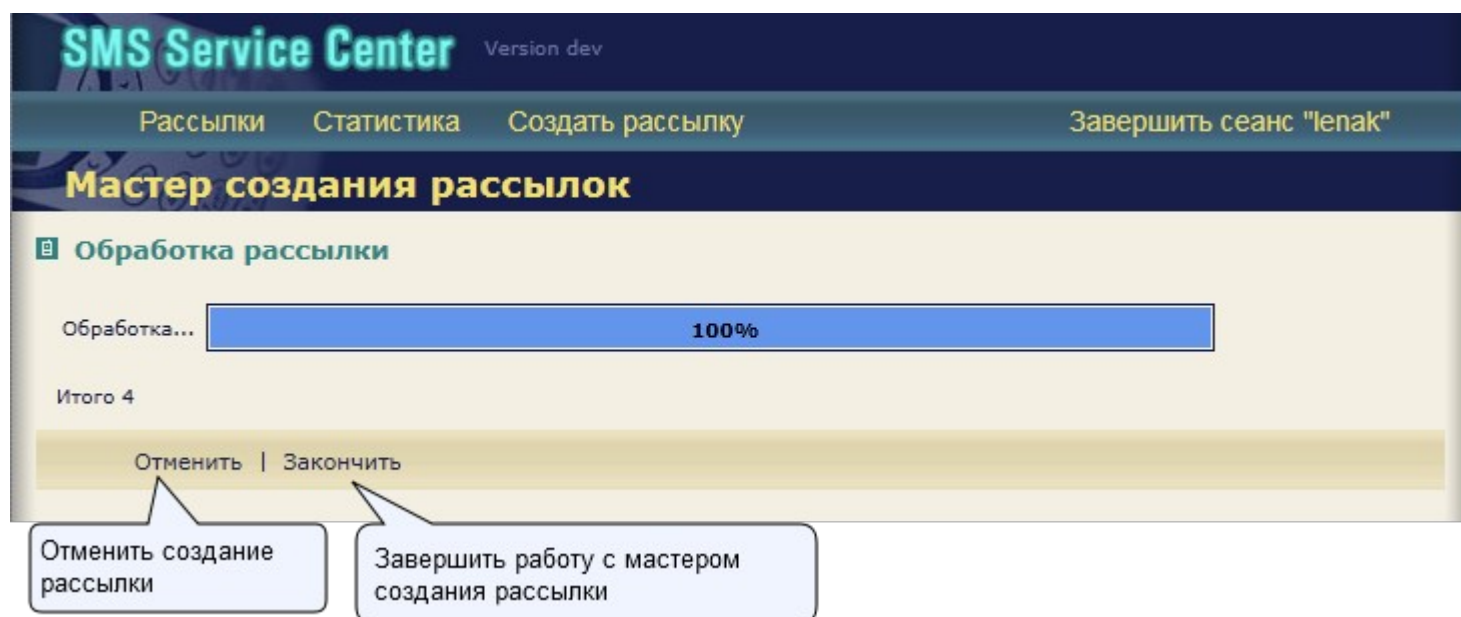 SMS Service Center Version dev
Рассылки Статистика Создать рассылку Завершить сеанс "lenak"
Мастер создания рассылок
Обработка рассылки
Обработка... 100%
Итого 4
Отменить | Закончить
Отменить создание
рассылки
Завершить работу с мастером
создания рассылки